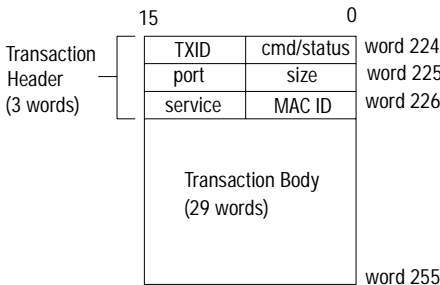 15 0
Transaction Header (3 words)
TXID cmd/status word 224
port size word 225
service MAC ID word 226
Transaction Body
(29 words)
word 255